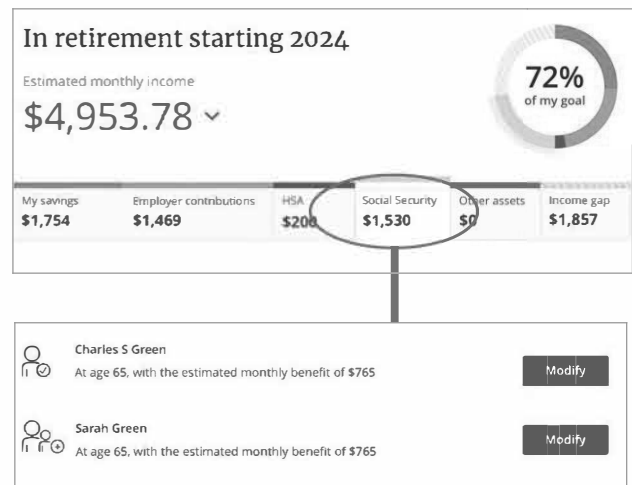 In retirement starting 2024
Estimated monthly income
$4,953.78
72%
of my goal
My savings
$1,754
Employer contributions
$1,469
HSA
$200
Social Security
$1,530
Other assets
$0
Income gap
$1,857
Charles S Green
At age 65, with the estimated monthly benefit of $765
Modify
Sarah Green
At age 65, with the estimated monthly benefit of $765
Modify